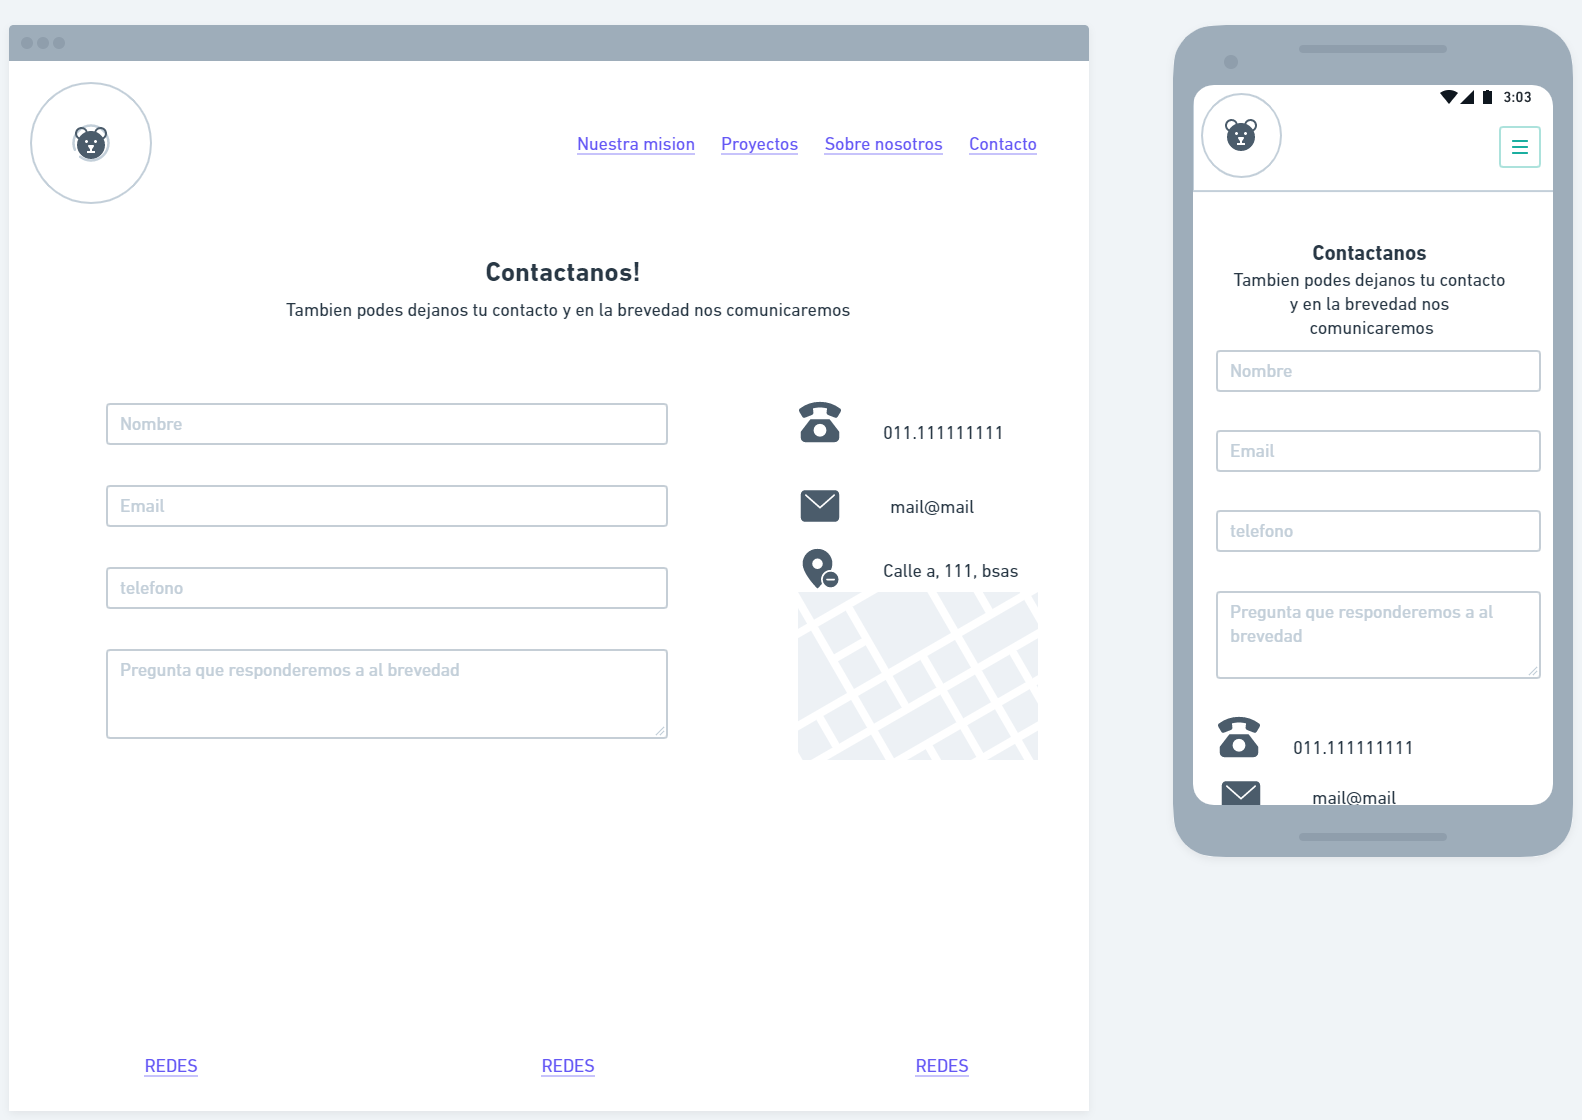 Nuestra mision Proyectos Sobre nosotros Contacto
Contactanos!
Tambien podes dejanos tu contacto y en la brevedad nos comunicaremos
Nombre
Email
telefono
Pregunta que responderemos a al brevedad
011.111111111
mail@mail
Calle a, 111, bsas
REDES REDES REDES
3:03
Contactanos
Tambien podes dejanos tu contacto
y en la brevedad nos
comunicaremos
Nombre
Email
telefono
Pregunta que responderemos a al
brevedad
011.111111111
mail@mail